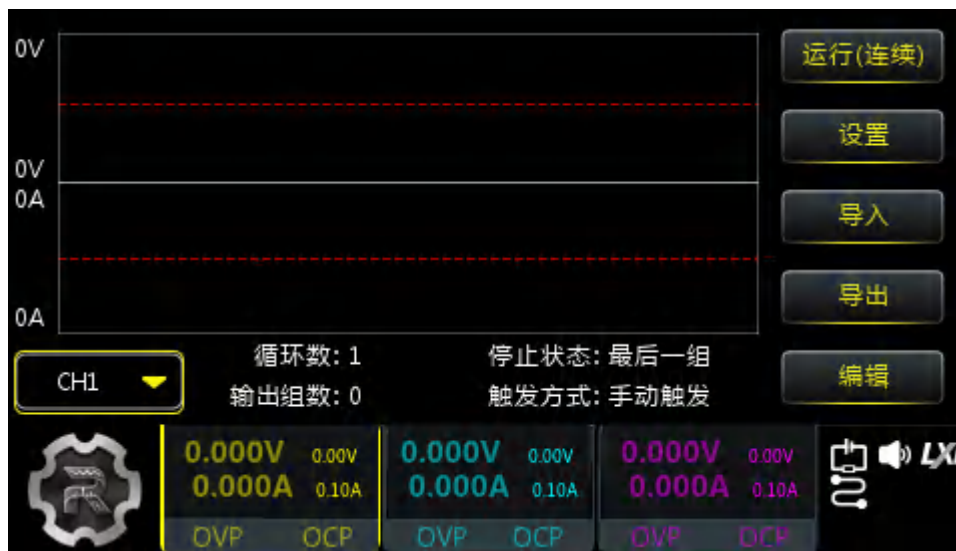 0V
运行(连续)
设置
0V
0A
导入
导出
0A
循环数: 1 停止状态: 最后一组
CH1
输出组数: 0 触发方式: 手动触发
编辑
0.000V 0.00V 0.000V 0.00V 0.000V 0.00V
0.000A 0.10A 0.000A 0.10A 0.000A 0.10A
OVP OCP OVP OCP OVP OCP
LXI